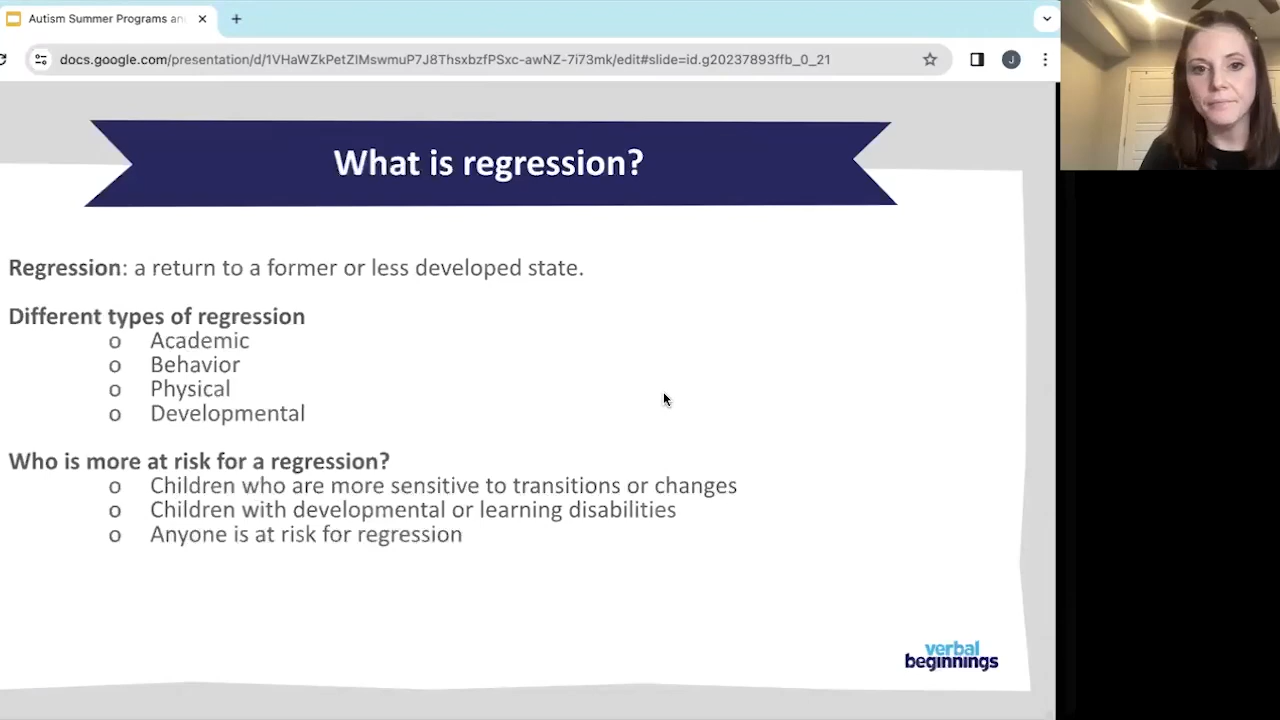 Autism Summer Programs an
docs.google.com/presentation/d/1VHaWZkPetZIMswmuP7J8ThsxbzfPSxc-awNZ-7i73mk/edit#slide=id.g20237893ffb_0_21
J
What is regression?
Regression: a return to a former or less developed state.
Different types of regression
o Academic
o Behavior
o Physical
o Developmental
Who is more at risk for a regression?
o Children who are more sensitive to transitions or changes
o Children with developmental or learning disabilities
o Anyone is at risk for regression
verbal
beginnings